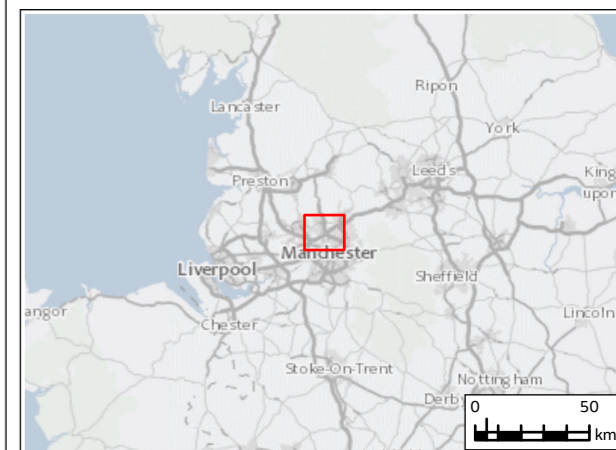 Ripon
Lancaster
York
Leeds
King
upon
Preston
Manchester
Liverpool
Sheffield
angor
Chester
Lincoln
Stoke-On-Trent
Nottingham
Derb
0 50
km